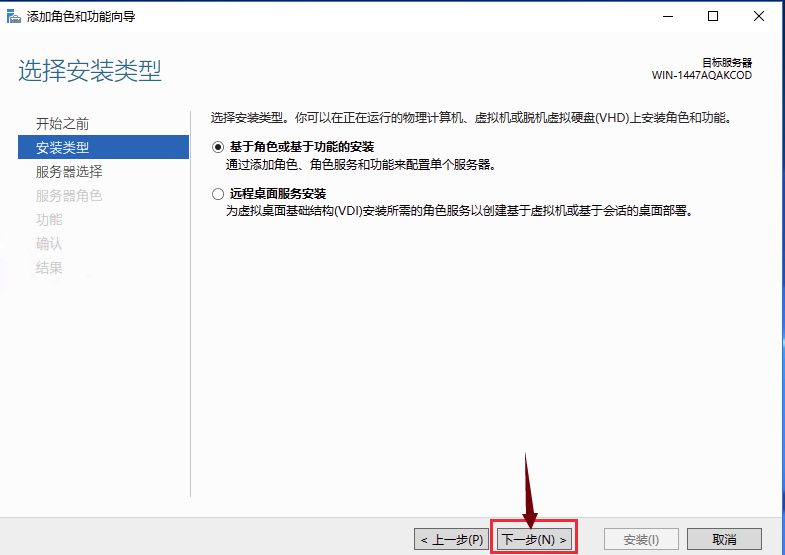 添加角色和功能向导
选择安装类型
目标服务器
WIN-1447AQAKCOD
开始之前
安装类型
服务器选择
服务器角色
功能
确认
结果
选择安装类型。你可以在正在运行的物理计算机、虚拟机或脱机虚拟硬盘(VHD)上安装角色和功能。
基于角色或基于功能的安装
通过添加角色、角色服务和功能来配置单个服务器。
远程桌面服务安装
为虚拟桌面基础结构(VDI)安装所需的角色服务以创建基于虚拟机或基于会话的桌面部署。
< 上一步(P)
下一步(N) >
安装(I)
取消